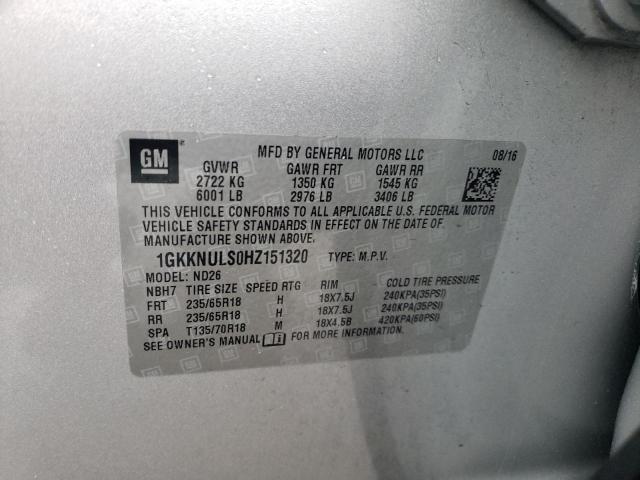 GM
MFD BY GENERAL MOTORS LLC 08/16
GVWR GAWR FRT GAWR RR
2722 KG 1350 KG 1545 KG
6001 LB 2976 LB 3406 LB
THIS VEHICLE CONFORMS TO ALL APPLICABLE U.S. FEDERAL MOTOR
VEHICLE SAFETY STANDARDS IN EFFECT ON THE DATE OF
MANUFACTURE SHOWN ABOVE.
1GKKNULS0HZ151320 TYPE: M.P.V.
MODEL: ND26
NBH7 TIRE SIZE SPEED RTG RIM COLD TIRE PRESSURE
FRT 235/65R18 H 18X7.5J 240KPA(35PSI)
RR 235/65R18 H 18X7.5J 240KPA(35PSI)
SPA T135/70R18 M 18X4.5B 420KPA(60PSI)
SEE OWNER'S MANUAL FOR MORE INFORMATION.